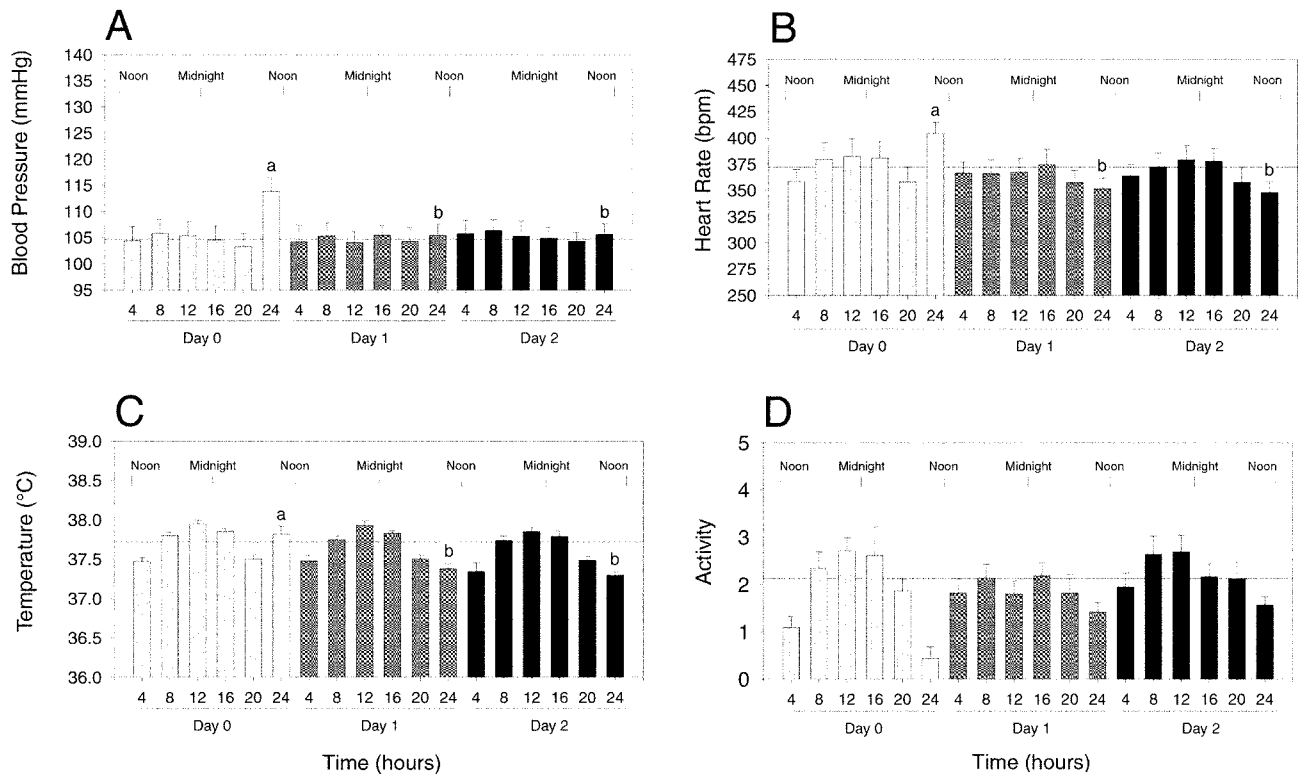 A
Blood Pressure (mmHg)
140
135
130
125
120
115
110
105
100
95
Noon Midnight Noon Midnight Noon Midnight Noon
a
b
b
4 8 12 16 20 24 4 8 12 16 20 24 4 8 12 16 20 24
Day 0 Day 1 Day 2
B
Heart Rate (bpm)
475
450
425
400
375
350
325
300
275
250
Noon Midnight Noon Midnight Noon Midnight Noon
a
b
b
4 8 12 16 20 24 4 8 12 16 20 24 4 8 12 16 20 24
Day 0 Day 1 Day 2
C
Temperature (°C)
39.0
38.5
38.0
37.5
37.0
36.5
36.0
Noon Midnight Noon Midnight Noon Midnight Noon
a
b
b
4 8 12 16 20 24 4 8 12 16 20 24 4 8 12 16 20 24
Day 0 Day 1 Day 2
Time (hours)
D
Activity
5
4
3
2
1
0
Noon Midnight Noon Midnight Noon Midnight Noon
4 8 12 16 20 24 4 8 12 16 20 24 4 8 12 16 20 24
Day 0 Day 1 Day 2
Time (hours)